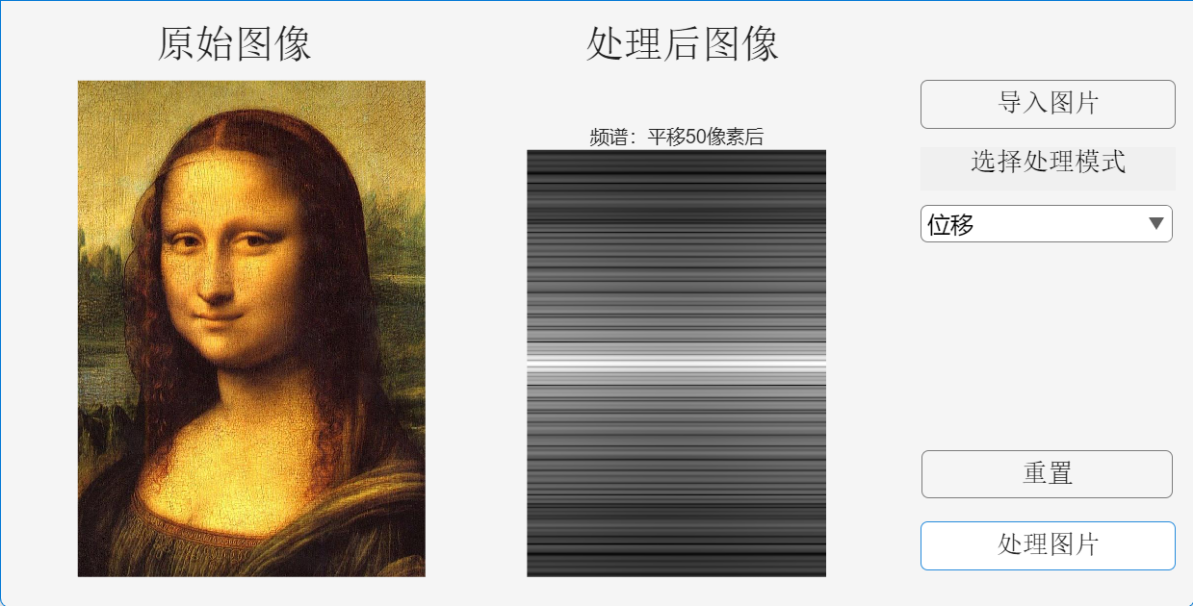 原始图像
处理后图像
频谱：平移50像素后
导入图片
选择处理模式
位移
重置
处理图片